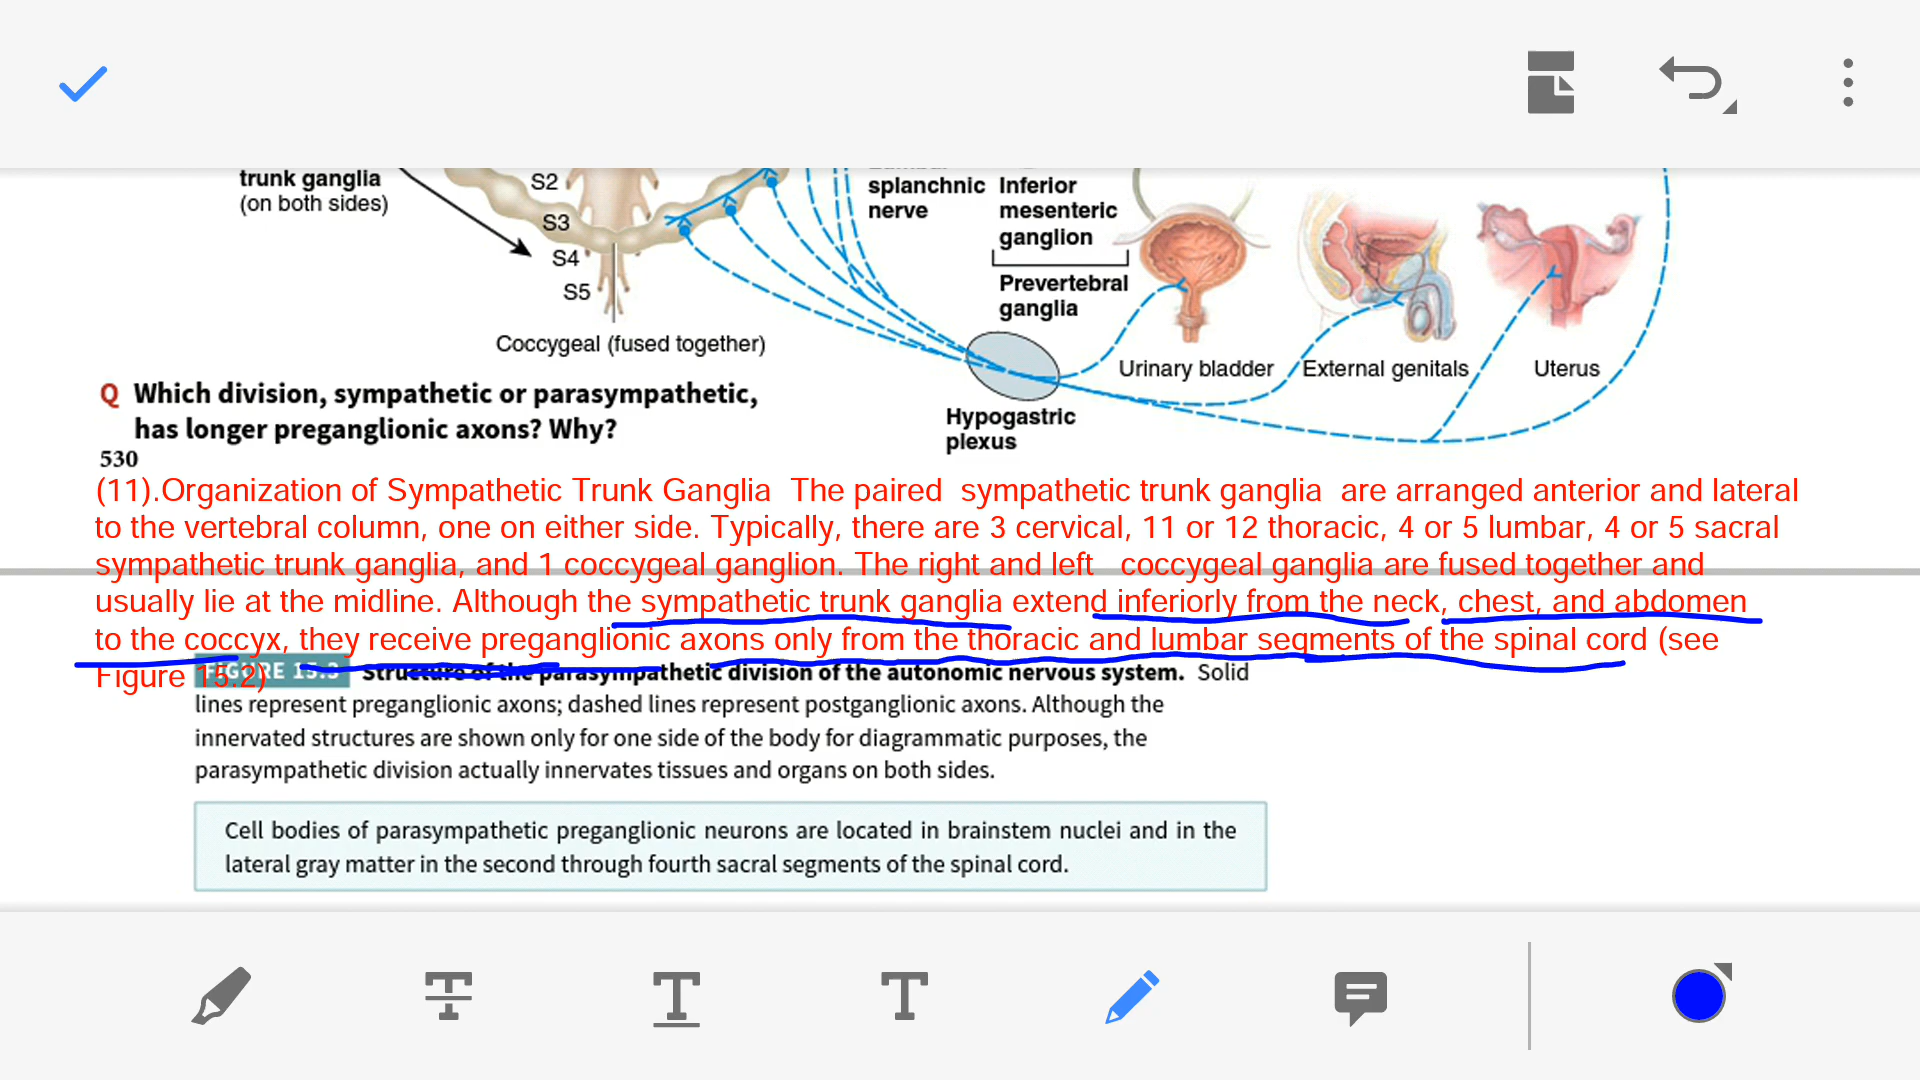 trunk ganglia
(on both sides)
S2
S3
S4
S5
Coccygeal (fused together)
splanchnic
nerve
Inferior
mesenteric
ganglion
Prevertebral
ganglia
Urinary bladder
External genitals
Uterus
Hypogastric
plexus
Q Which division, sympathetic or parasympathetic,
has longer preganglionic axons? Why?
530
(11).Organization of Sympathetic Trunk Ganglia The paired sympathetic trunk ganglia are arranged anterior and lateral
to the vertebral column, one on either side. Typically, there are 3 cervical, 11 or 12 thoracic, 4 or 5 lumbar, 4 or 5 sacral
sympathetic trunk ganglia, and 1 coccygeal ganglion. The right and left coccygeal ganglia are fused together and
usually lie at the midline. Although the sympathetic trunk ganglia extend inferiorly from the neck, chest, and abdomen
to the coccyx, they receive preganglionic axons only from the thoracic and lumbar segments of the spinal cord (see
Figure 15.2)
FIGURE 15.3 Structure of the parasympathetic division of the autonomic nervous system. Solid
lines represent preganglionic axons; dashed lines represent postganglionic axons. Although the
innervated structures are shown only for one side of the body for diagrammatic purposes, the
parasympathetic division actually innervates tissues and organs on both sides.
Cell bodies of parasympathetic preganglionic neurons are located in brainstem nuclei and in the
lateral gray matter in the second through fourth sacral segments of the spinal cord.